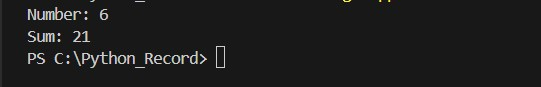 Number: 6
Sum: 21
PS C:\Python_Record>